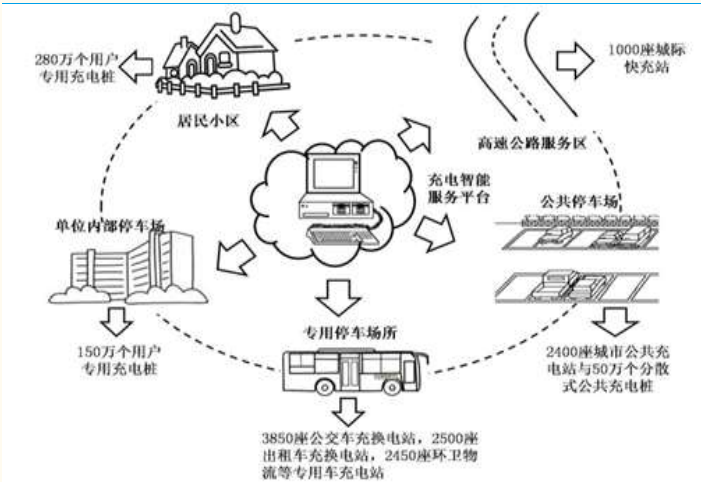 280万个用户
专用充电桩
居民小区
1000座城际
快充站
高速公路服务区
充电智能
服务平台
公共停车场
单位内部停车场
150万个用户
专用充电桩
专用停车场所
2400座城市公共充
电站与50万个分散
式公共充电桩
3850座公交车充换电站，2500座
出租车充换电站，2450座环卫物
流等专用车充电站